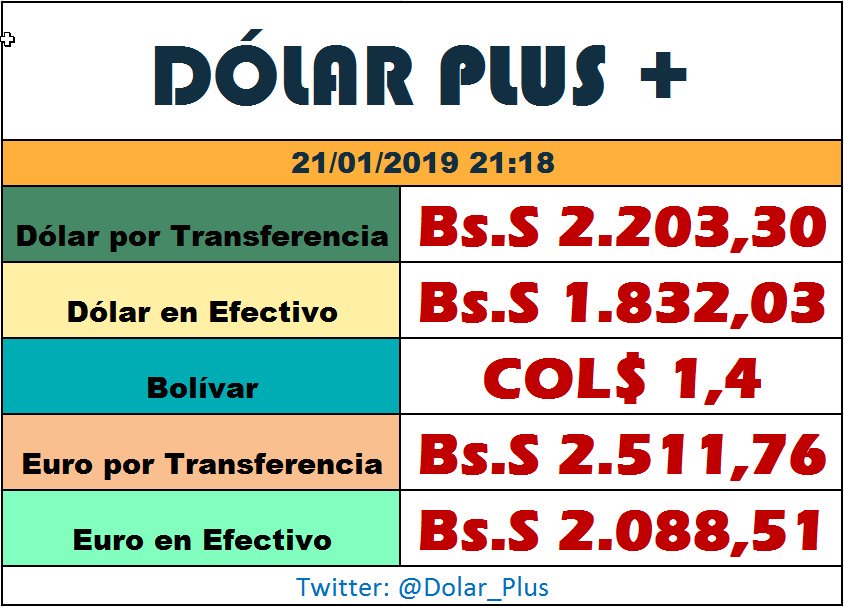 DÓLAR PLUS +
21/01/2019 21:18
Dólar por Transferencia Bs.S 2.203,30
Dólar en Efectivo Bs.S 1.832,03
Bolívar COL$ 1,4
Euro por Transferencia Bs.S 2.511,76
Euro en Efectivo Bs.S 2.088,51
Twitter: @Dolar_Plus